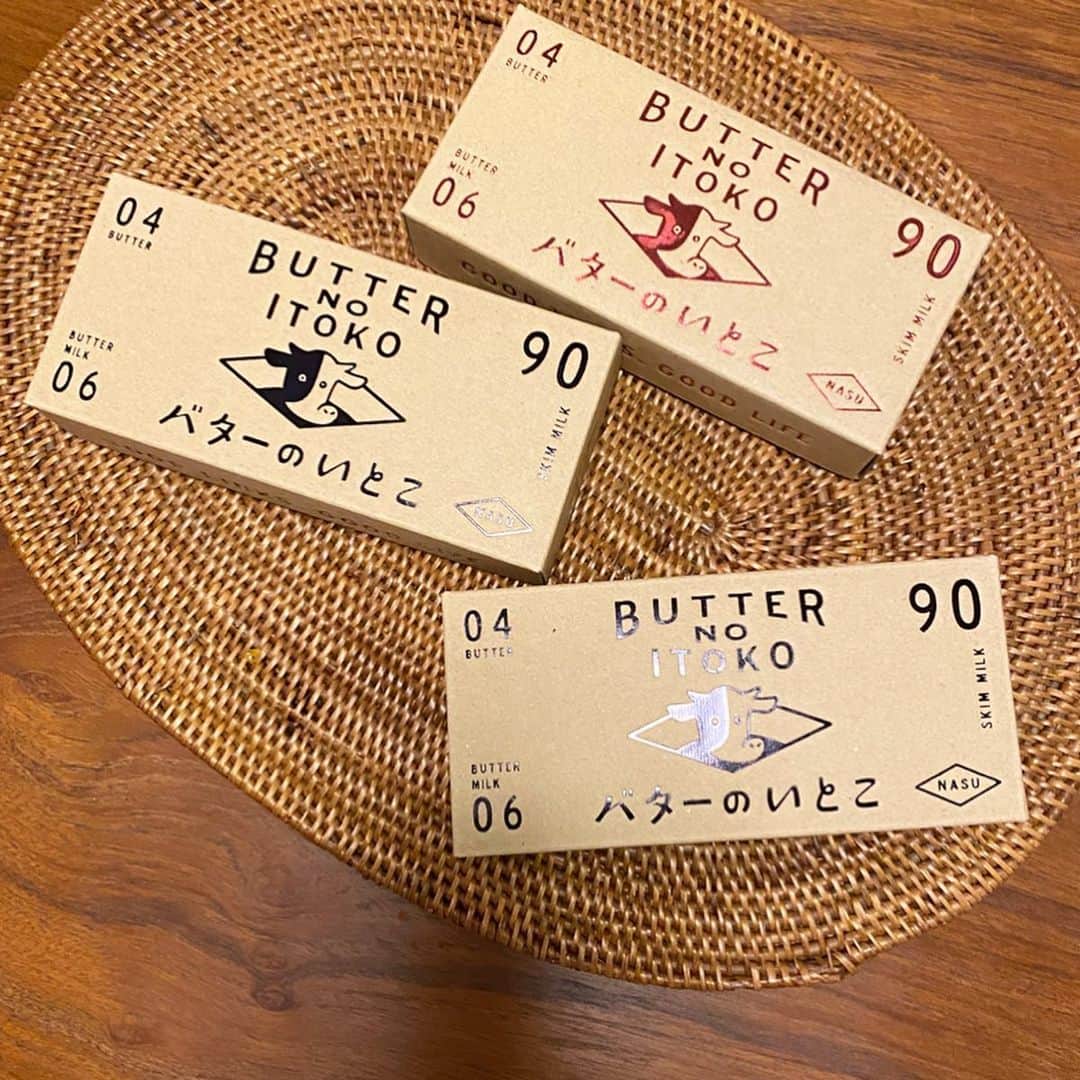 04
BUTTER
BUTTER
NO
ITOKO
90
BUTTER
MILK
06
バターのいとこ
SKIM MILK
NASU
GOOD
GOOD LIFE
04
BUTTER
BUTTER
NO
ITOKO
90
BUTTER
MILK
06
バターのいとこ
SKIM MILK
NASU
04
BUTTER
BUTTER
NO
ITOKO
90
BUTTER
MILK
06
バターのいとこ
SKIM MILK
NASU